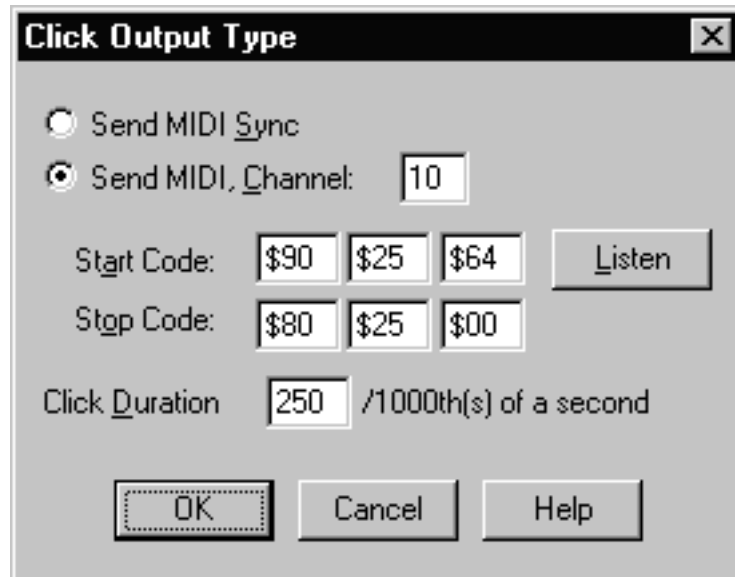 Click Output Type
Send MIDI Sync
Send MIDI, Channel: 10
Start Code: $90 $25 $64 Listen
Stop Code: $80 $25 $00
Click Duration 250 /1000th(s) of a second
OK Cancel Help